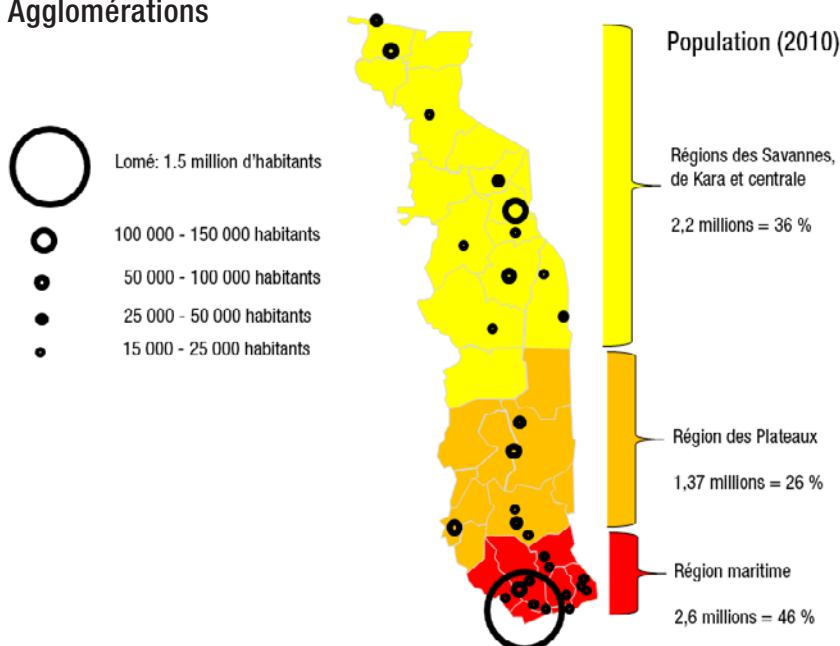 Agglomérations
Lomé: 1.5 million d'habitants
100 000 - 150 000 habitants
50 000 - 100 000 habitants
25 000 - 50 000 habitants
15 000 - 25 000 habitants
Population (2010)
Régions des Savannes,
de Kara et centrale
2,2 millions = 36 %
Région des Plateaux
1,37 millions = 26 %
Région maritime
2,6 millions = 46 %